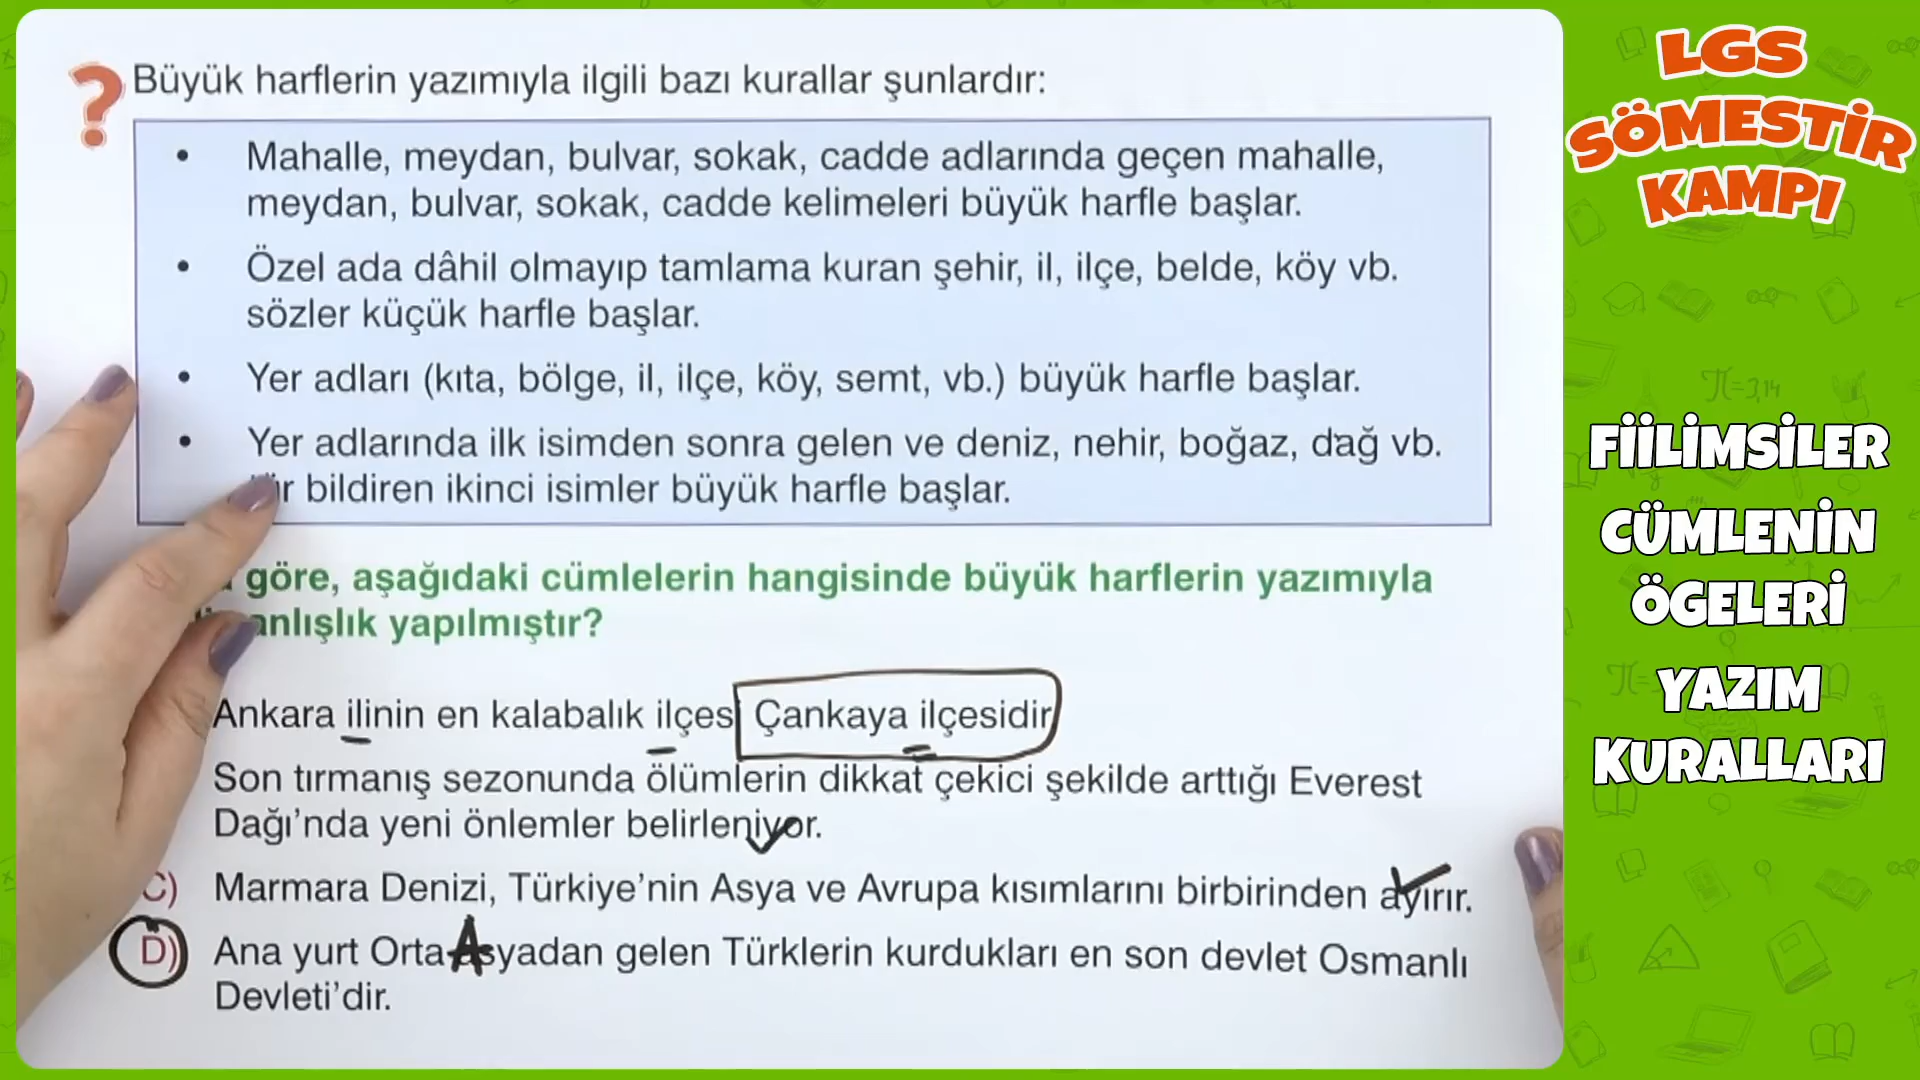 Büyük harflerin yazımıyla ilgili bazı kurallar şunlardır:
• Mahalle, meydan, bulvar, sokak, cadde adlarında geçen mahalle,
meydan, bulvar, sokak, cadde kelimeleri büyük harfle başlar.
• Özel ada dâhil olmayıp tamlama kuran şehir, il, ilçe, belde, köy vb.
sözler küçük harfle başlar.
• Yer adları (kıta, bölge, il, ilçe, köy, semt, vb.) büyük harfle başlar.
• Yer adlarında ilk isimden sonra gelen ve deniz, nehir, boğaz, dağ vb.
bildiren ikinci isimler büyük harfle başlar.
göre, aşağıdaki cümlelerin hangisinde büyük harflerin yazımıyla
yapılmıştır?
Ankara ilinin en kalabalık ilçesi Çankaya ilçesidir
Son tırmanış sezonunda ölümlerin dikkat çekici şekilde arttığı Everest
Dağı’nda yeni önlemler belirleniyor.
C) Marmara Denizi, Türkiye’nin Asya ve Avrupa kısımlarını birbirinden ayırır.
D) Ana yurt Orta Asyadan gelen Türklerin kurdukları en son devlet Osmanlı
Devleti’dir.
LGS
SÖMESTİR
KAMPI
π=3,14
FİİLİMSİLER
CÜMLENİN
ÖGELERİ
YAZIM
KURALLARI